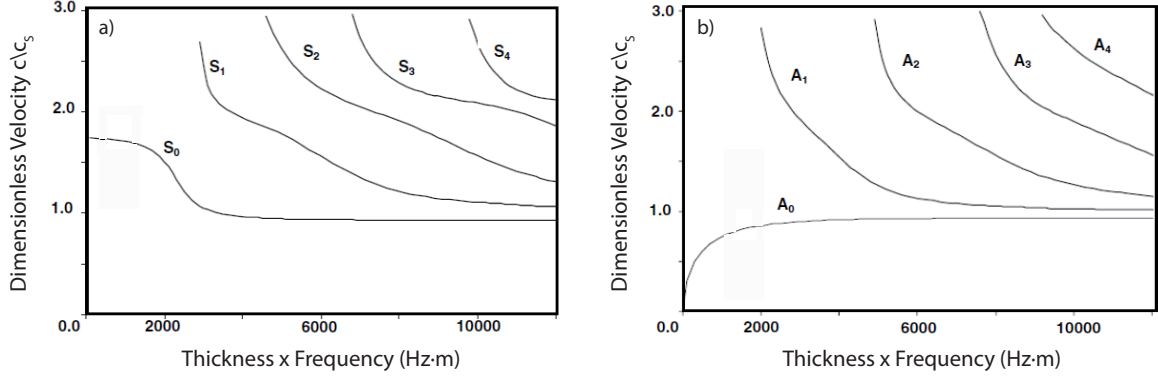 a)
3.0
2.0
1.0
0.0
2000
6000
10000
S0
S1
S2
S3
S4
Dimensionless Velocity c\cS
Thickness x Frequency (Hz·m)
b)
3.0
2.0
1.0
0.0
2000
6000
10000
A0
A1
A2
A3
A4
Dimensionless Velocity c\cS
Thickness x Frequency (Hz·m)